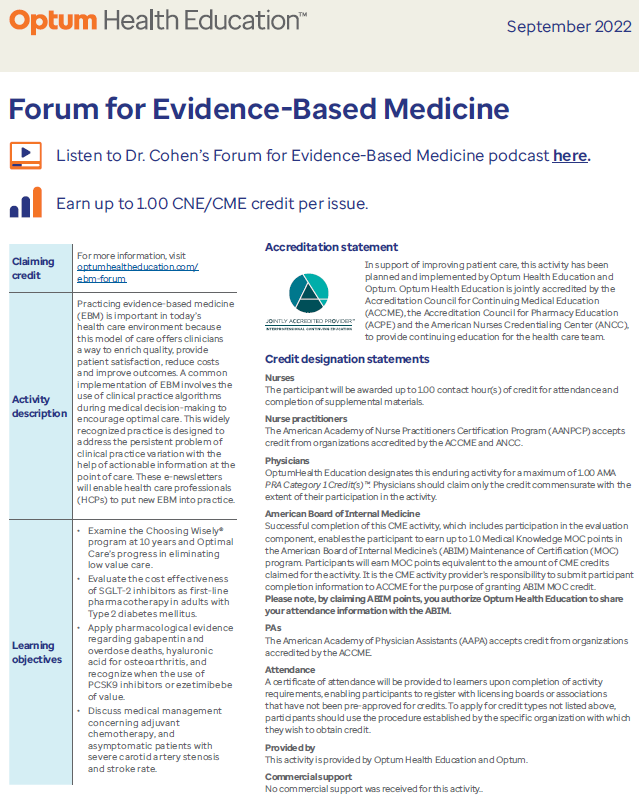 Optum Health Education™
September 2022
Forum for Evidence-Based Medicine
Listen to Dr. Cohen's Forum for Evidence-Based Medicine podcast here.
Earn up to 1.00 CNE/CME credit per issue.
Claiming
credit
For more information, visit
optumhealtheducation.com/
ebm-forum
Activity
description
Practicing evidence-based medicine
(EBM) is important in today's
health care environment because
this model of care offers clinicians
a way to enrich quality, provide
patient satisfaction, reduce costs
and improve outcomes. A common
implementation of EBM involves the
use of clinical practice algorithms
during medical decision-making to
encourage optimal care. This widely
recognized practice is designed to
address the persistent problem of
clinical practice variation with the
help of actionable information at the
point of care. These e-newsletters
will enable health care professionals
(HCPs) to put new EBM into practice.
Learning
objectives
• Examine the Choosing Wisely®
program at 10 years and Optimal
Care's progress in eliminating
low value care.
• Evaluate the cost effectiveness
of SGLT-2 inhibitors as first-line
pharmacotherapy in adults with
Type 2 diabetes mellitus.
• Apply pharmacological evidence
regarding gabapentin and
overdose deaths, hyaluronic
acid for osteoarthritis, and
recognize when the use of
PCSK9 inhibitors or ezetimibe be
of value.
• Discuss medical management
concerning adjuvant
chemotherapy, and
asymptomatic patients with
severe carotid artery stenosis
and stroke rate.
Accreditation statement
JOINTLY ACCREDITED PROVIDER™
INTERPROFESSIONAL CONTINUING EDUCATION
In support of improving patient care, this activity has been
planned and implemented by Optum Health Education and
Optum. Optum Health Education is jointly accredited by the
Accreditation Council for Continuing Medical Education
(ACCME), the Accreditation Council for Pharmacy Education
(ACPE) and the American Nurses Credentialing Center (ANCC),
to provide continuing education for the health care team.
Credit designation statements
Nurses
The participant will be awarded up to 1.00 contact hour(s) of credit for attendance and
completion of supplemental materials.
Nurse practitioners
The American Academy of Nurse Practitioners Certification Program (AANPCP) accepts
credit from organizations accredited by the ACCME and ANCC.
Physicians
OptumHealth Education designates this enduring activity for a maximum of 1.00 AMA
PRA Category 1 Credit(s)™. Physicians should claim only the credit commensurate with the
extent of their participation in the activity.
American Board of Internal Medicine
Successful completion of this CME activity, which includes participation in the evaluation
component, enables the participant to earn up to 1.0 Medical Knowledge MOC points in
the American Board of Internal Medicine's (ABIM) Maintenance of Certification (MOC)
program. Participants will earn MOC points equivalent to the amount of CME credits
claimed for the activity. It is the CME activity provider's responsibility to submit participant
completion information to ACCME for the purpose of granting ABIM MOC credit.
Please note, by claiming ABIM points, you authorize Optum Health Education to share
your attendance information with the ABIM.
PAs
The American Academy of Physician Assistants (AAPA) accepts credit from organizations
accredited by the ACCME.
Attendance
A certificate of attendance will be provided to learners upon completion of activity
requirements, enabling participants to register with licensing boards or associations
that have not been pre-approved for credits. To apply for credit types not listed above,
participants should use the procedure established by the specific organization with which
they wish to obtain credit.
Provided by
This activity is provided by Optum Health Education and Optum.
Commercial support
No commercial support was received for this activity..